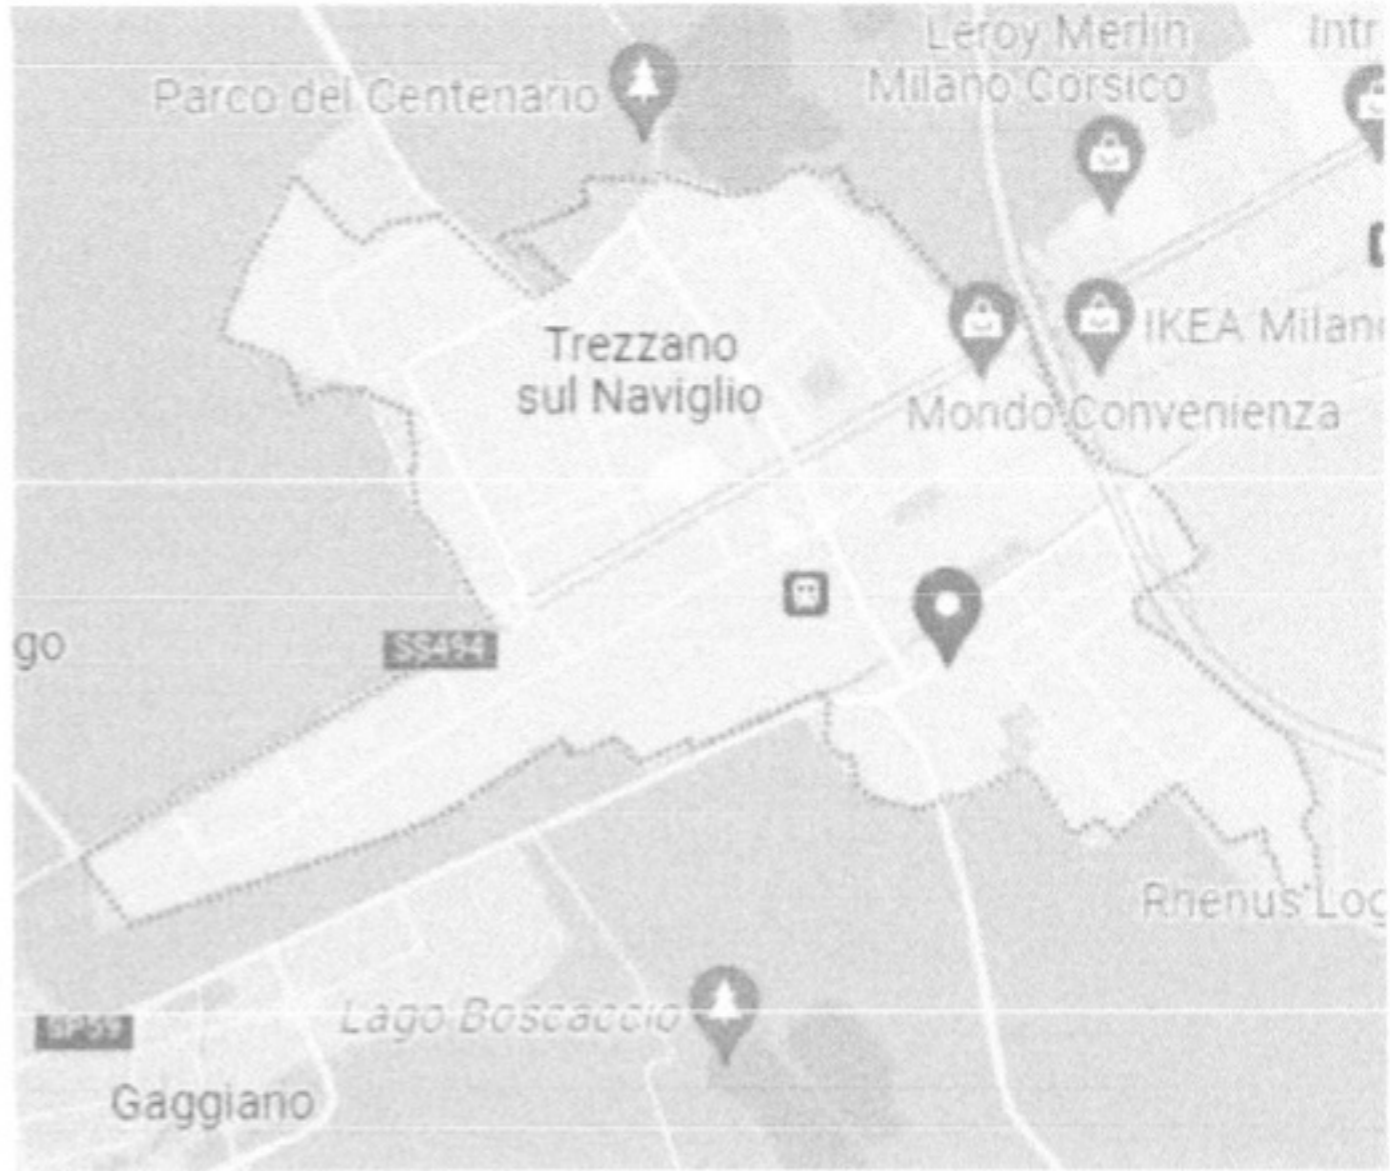 Leroy Merlin
Milano Corsico
Intr
Parco del Centenario
IKEA Milan
Trezzano
sul Naviglio
Mondo Convenienza
go
SS494
Rhenus Log
Lago Boscaccio
SP59
Gaggiano